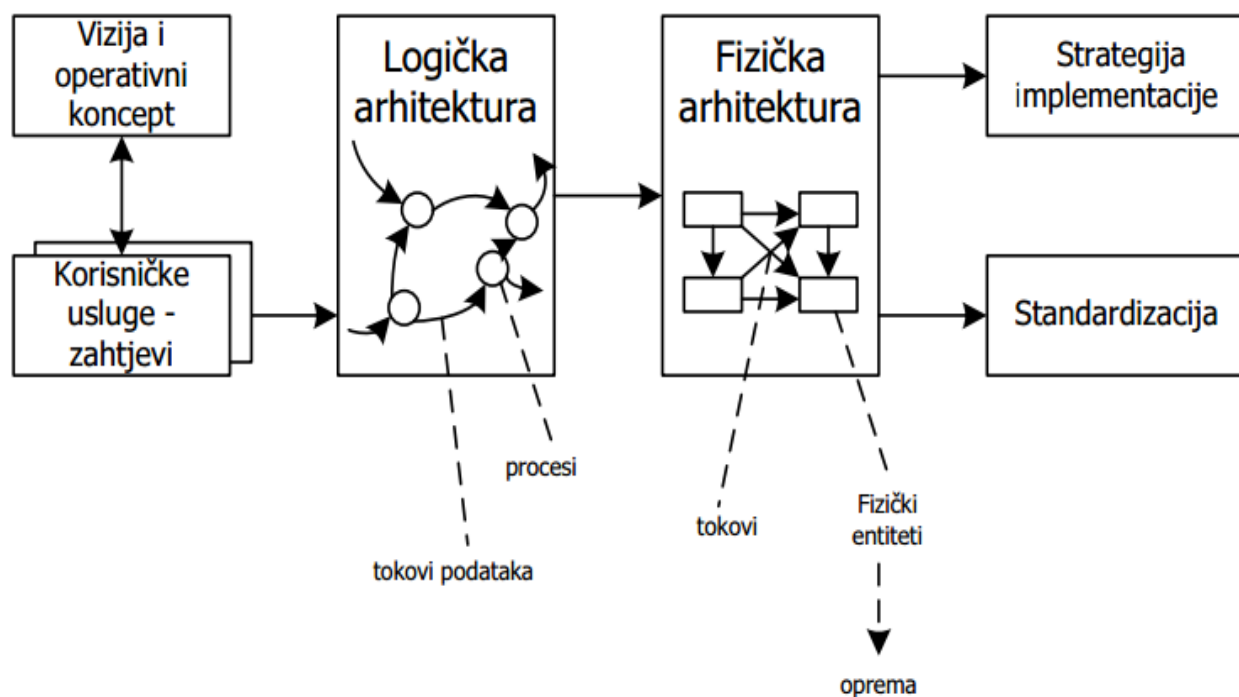 Vizija i
operativni
koncept
Korisničke
usluge -
zahtjevi
Logička
arhitektura
procesi
tokovi podataka
Fizička
arhitektura
tokovi
Fizički
entiteti
oprema
Strategija
implementacije
Standardizacija